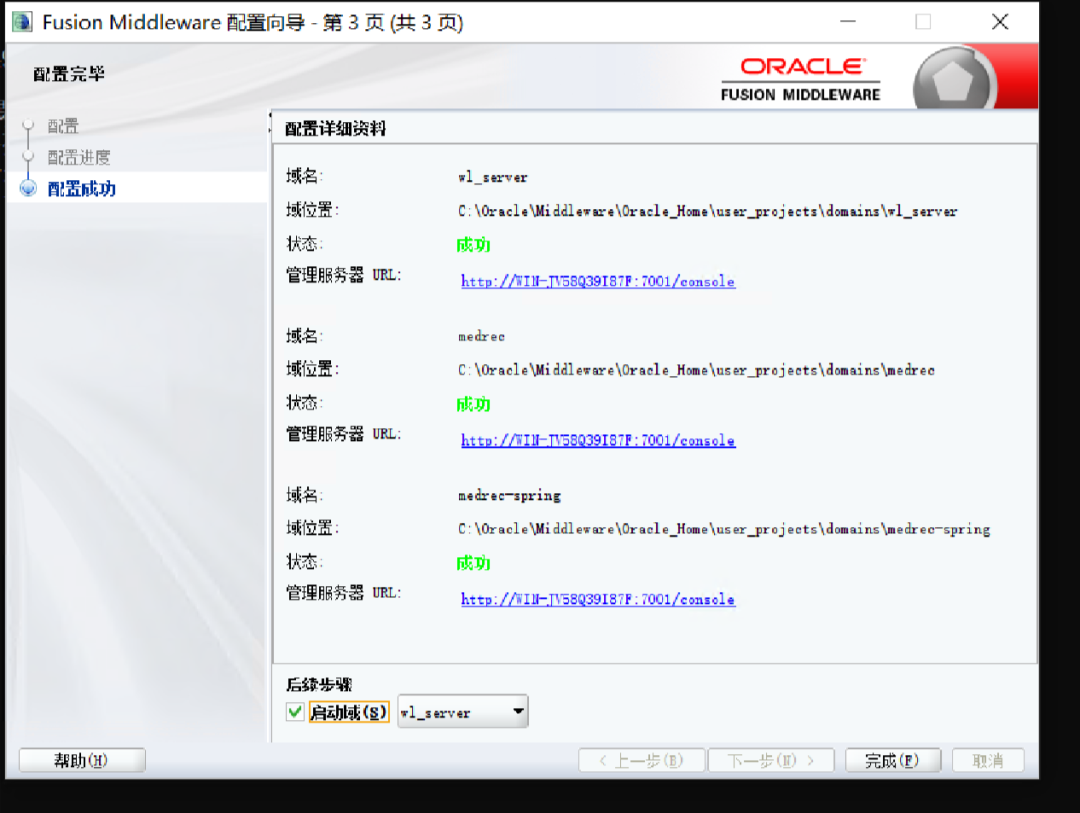 Fusion Middleware 配置向导 - 第 3 页 (共 3 页)
配置完毕
ORACLE
FUSION MIDDLEWARE
配置
配置进度
配置成功
配置详细资料
域名: wl_server
域位置: C:\Oracle\Middleware\Oracle_Home\user_projects\domains\wl_server
状态: 成功
管理服务器 URL: http://WIN-JV58Q39I87F:7001/console
域名: medrec
域位置: C:\Oracle\Middleware\Oracle_Home\user_projects\domains\medrec
状态: 成功
管理服务器 URL: http://WIN-JV58Q39I87F:7001/console
域名: medrec-spring
域位置: C:\Oracle\Middleware\Oracle_Home\user_projects\domains\medrec-spring
状态: 成功
管理服务器 URL: http://WIN-JV58Q39I87F:7001/console
后续步骤
启动域(S) wl_server
帮助(H) < 上一步(B) 下一步(N) > 完成(F) 取消